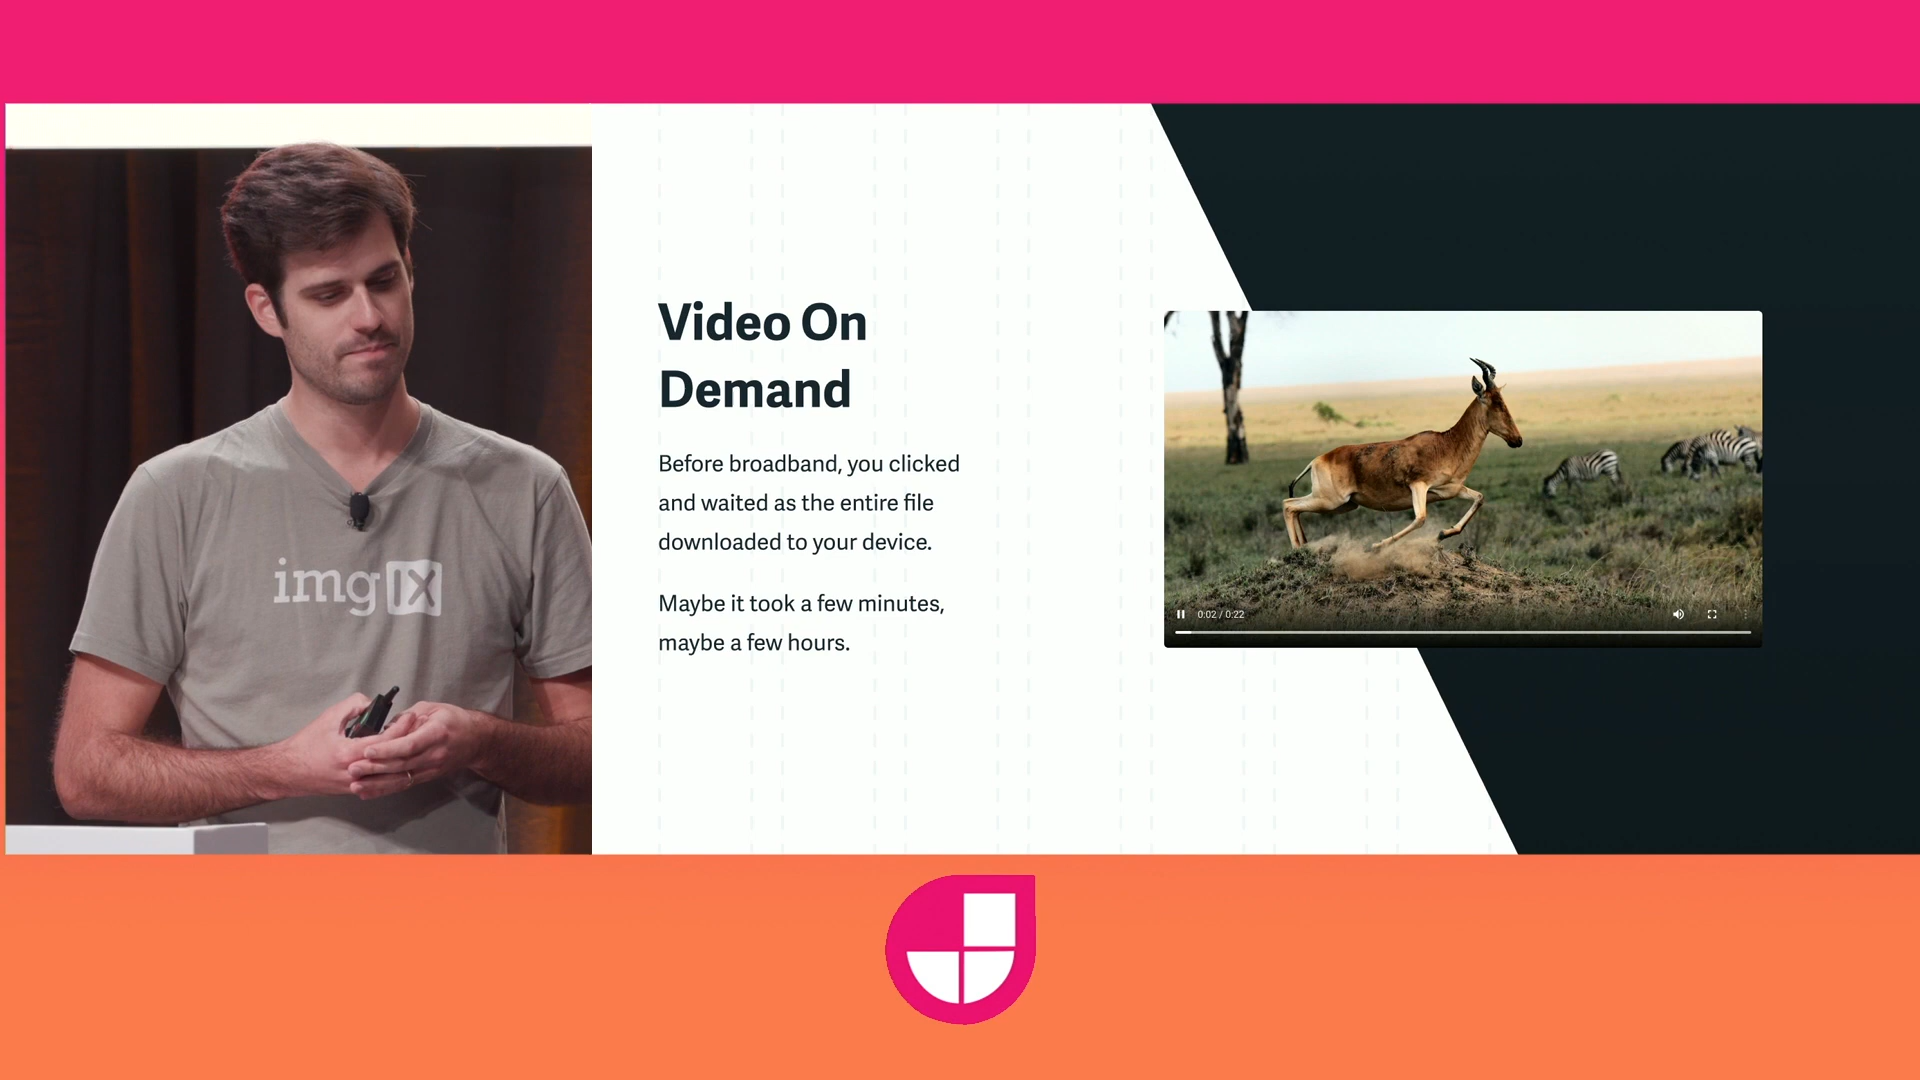 imgIX
Video On
Demand
Before broadband, you clicked
and waited as the entire file
downloaded to your device.
Maybe it took a few minutes,
maybe a few hours.
0:02 / 0:22